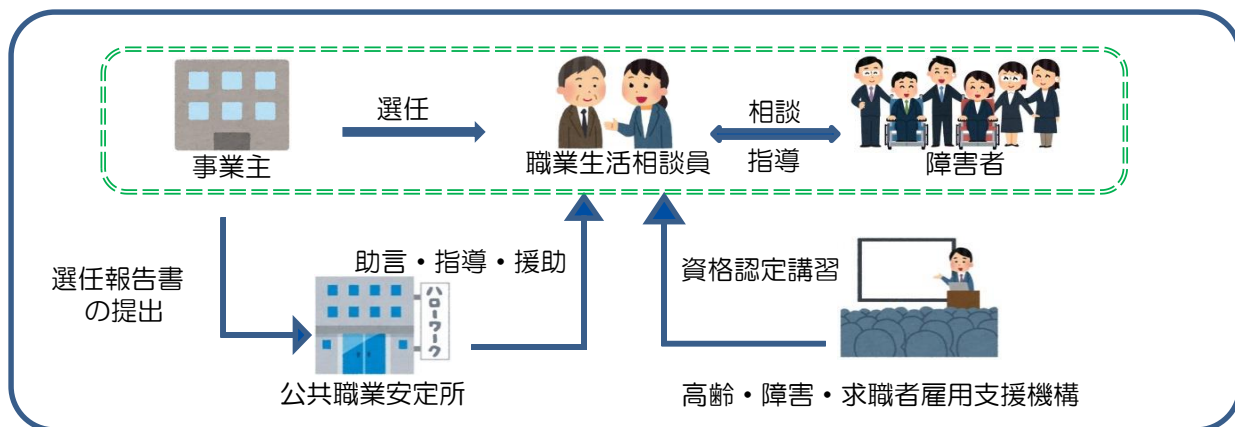 選任
相談
指導
事業主
職業生活相談員
障害者
選任報告書
の提出
助言・指導・援助
資格認定講習
ハローワーク
公共職業安定所
高齢・障害・求職者雇用支援機構